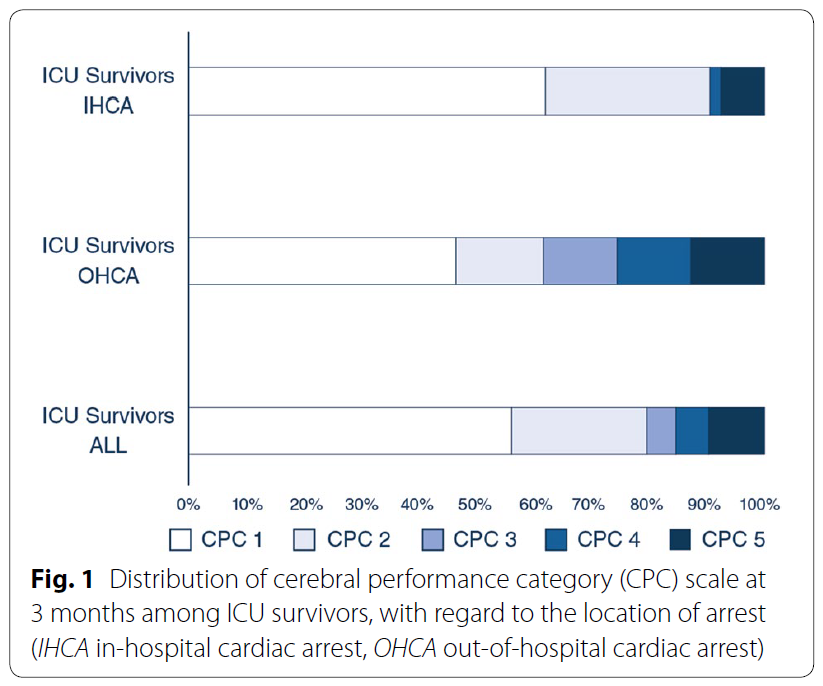 ICU Survivors
IHCA
ICU Survivors
OHCA
ICU Survivors
ALL
0% 10% 20% 30% 40% 50% 60% 70% 80% 90% 100%
CPC 1 CPC 2 CPC 3 CPC 4 CPC 5
Fig. 1 Distribution of cerebral performance category (CPC) scale at
3 months among ICU survivors, with regard to the location of arrest
(IHCA in-hospital cardiac arrest, OHCA out-of-hospital cardiac arrest)